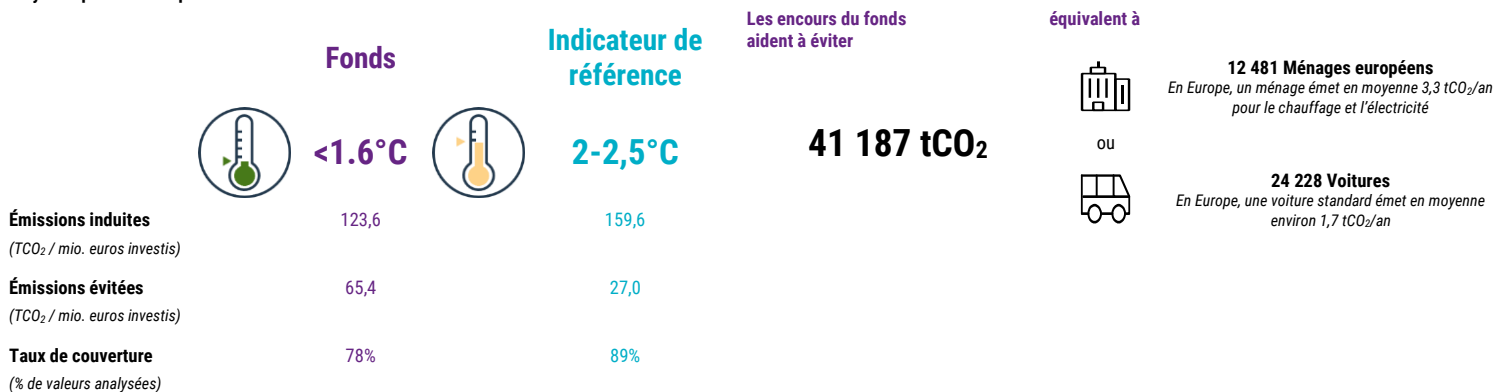 Fonds
Indicateur de
référence
<1.6°C
2-2,5°C
Émissions induites
(TCO₂ / mio. euros investis)
123,6
159,6
Émissions évitées
(TCO₂ / mio. euros investis)
65,4
27,0
Taux de couverture
(% de valeurs analysées)
78%
89%
Les encours du fonds
aident à éviter
41 187 tCO₂
équivalent à
12 481 Ménages européens
En Europe, un ménage émet en moyenne 3,3 tCO₂/an
pour le chauffage et l'électricité
ou
24 228 Voitures
En Europe, une voiture standard émet en moyenne
environ 1,7 tCO₂/an